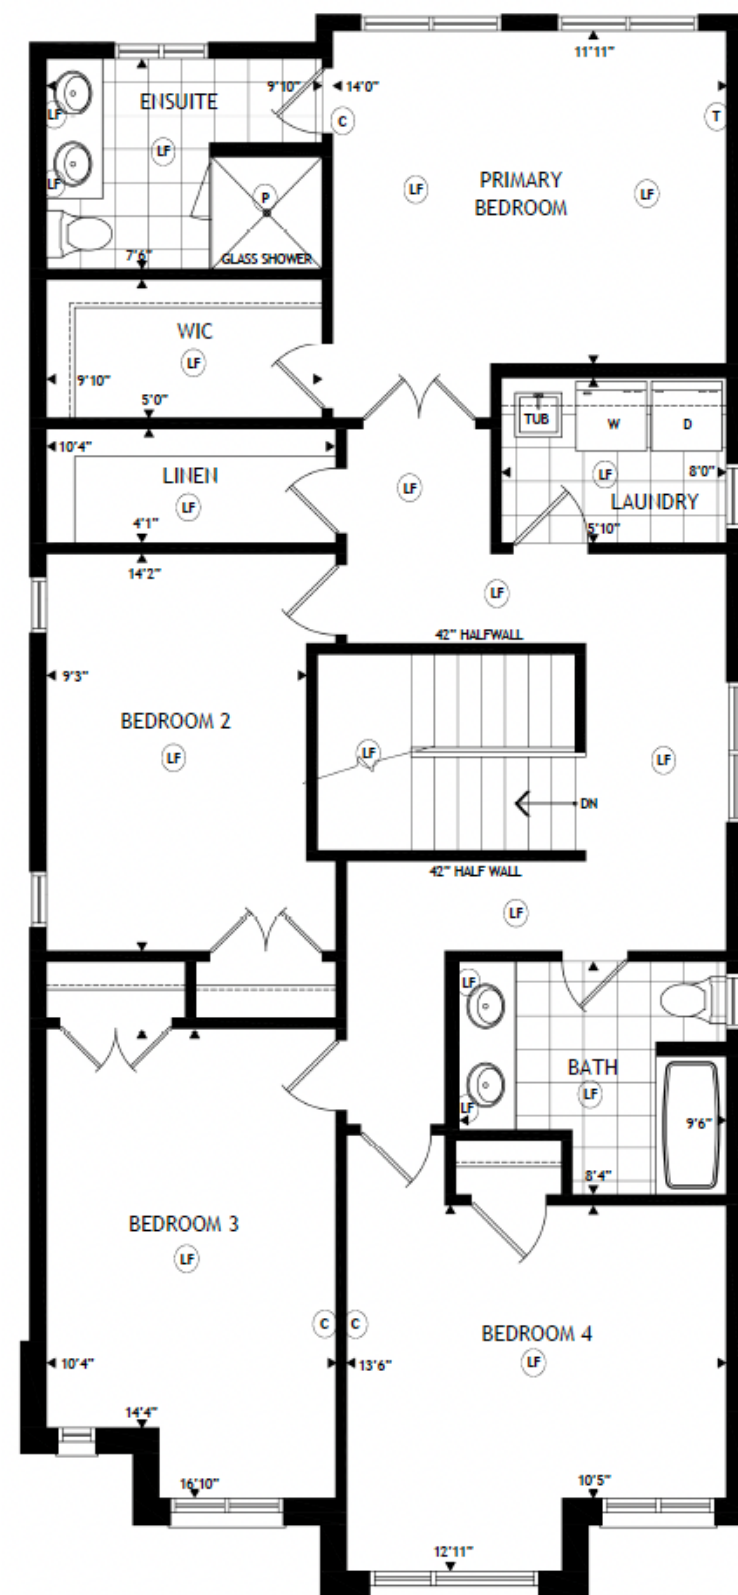 11'11"
9'10"
14'0"
ENSUITE
LF
C
T
LF
LF
P
LF
PRIMARY
BEDROOM
LF
LF
7'6"
GLASS SHOWER
WIC
LF
9'10"
5'0"
TUB
W
D
10'4"
LINEN
LF
LF
LF
8'0"
LAUNDRY
4'1"
5'10"
14'2"
LF
42" HALFWALL
9'3"
BEDROOM 2
LF
LF
LF
DN
42" HALF WALL
LF
LF
BATH
LF
LF
9'6"
8'4"
BEDROOM 3
LF
C
C
BEDROOM 4
LF
10'4"
13'6"
14'4"
16'10"
10'5"
12'11"